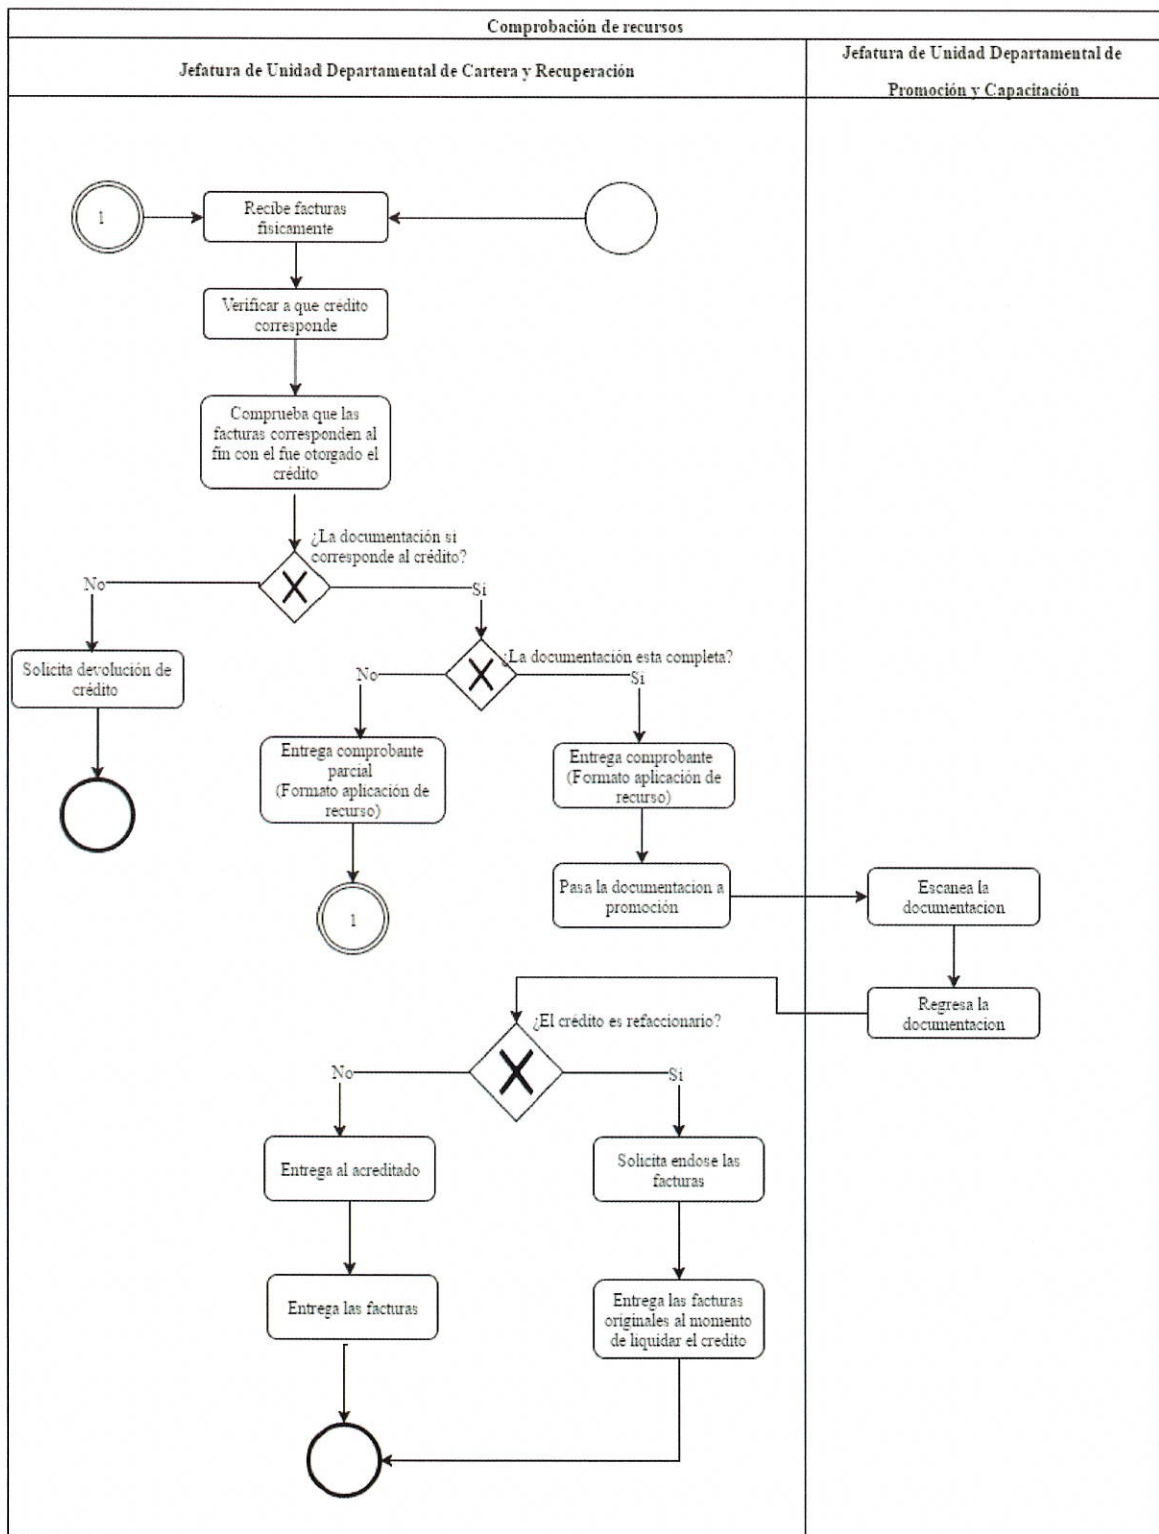 Comprobación de recursos
Jefatura de Unidad Departamental de Cartera y Recuperación
Jefatura de Unidad Departamental de
Promoción y Capacitación
1
Recibe facturas
fisicamente
Verificar a que crédito
corresponde
Comprueba que las
facturas corresponden al
fin con el fue otorgado el
crédito
¿La documentación si
corresponde al crédito?
No
Si
Solicita devolución de
crédito
¿La documentación esta completa?
No
Si
Entrega comprobante
parcial
(Formato aplicación de
recurso)
Entrega comprobante
(Formato aplicación de
recurso)
1
Pasa la documentacion a
promoción
Escanea la
documentacion
Regresa la
documentacion
¿El crédito es refaccionario?
No
Si
Entrega al acreditado
Solicita endose las
facturas
Entrega las facturas
Entrega las facturas
originales al momento
de liquidar el credito